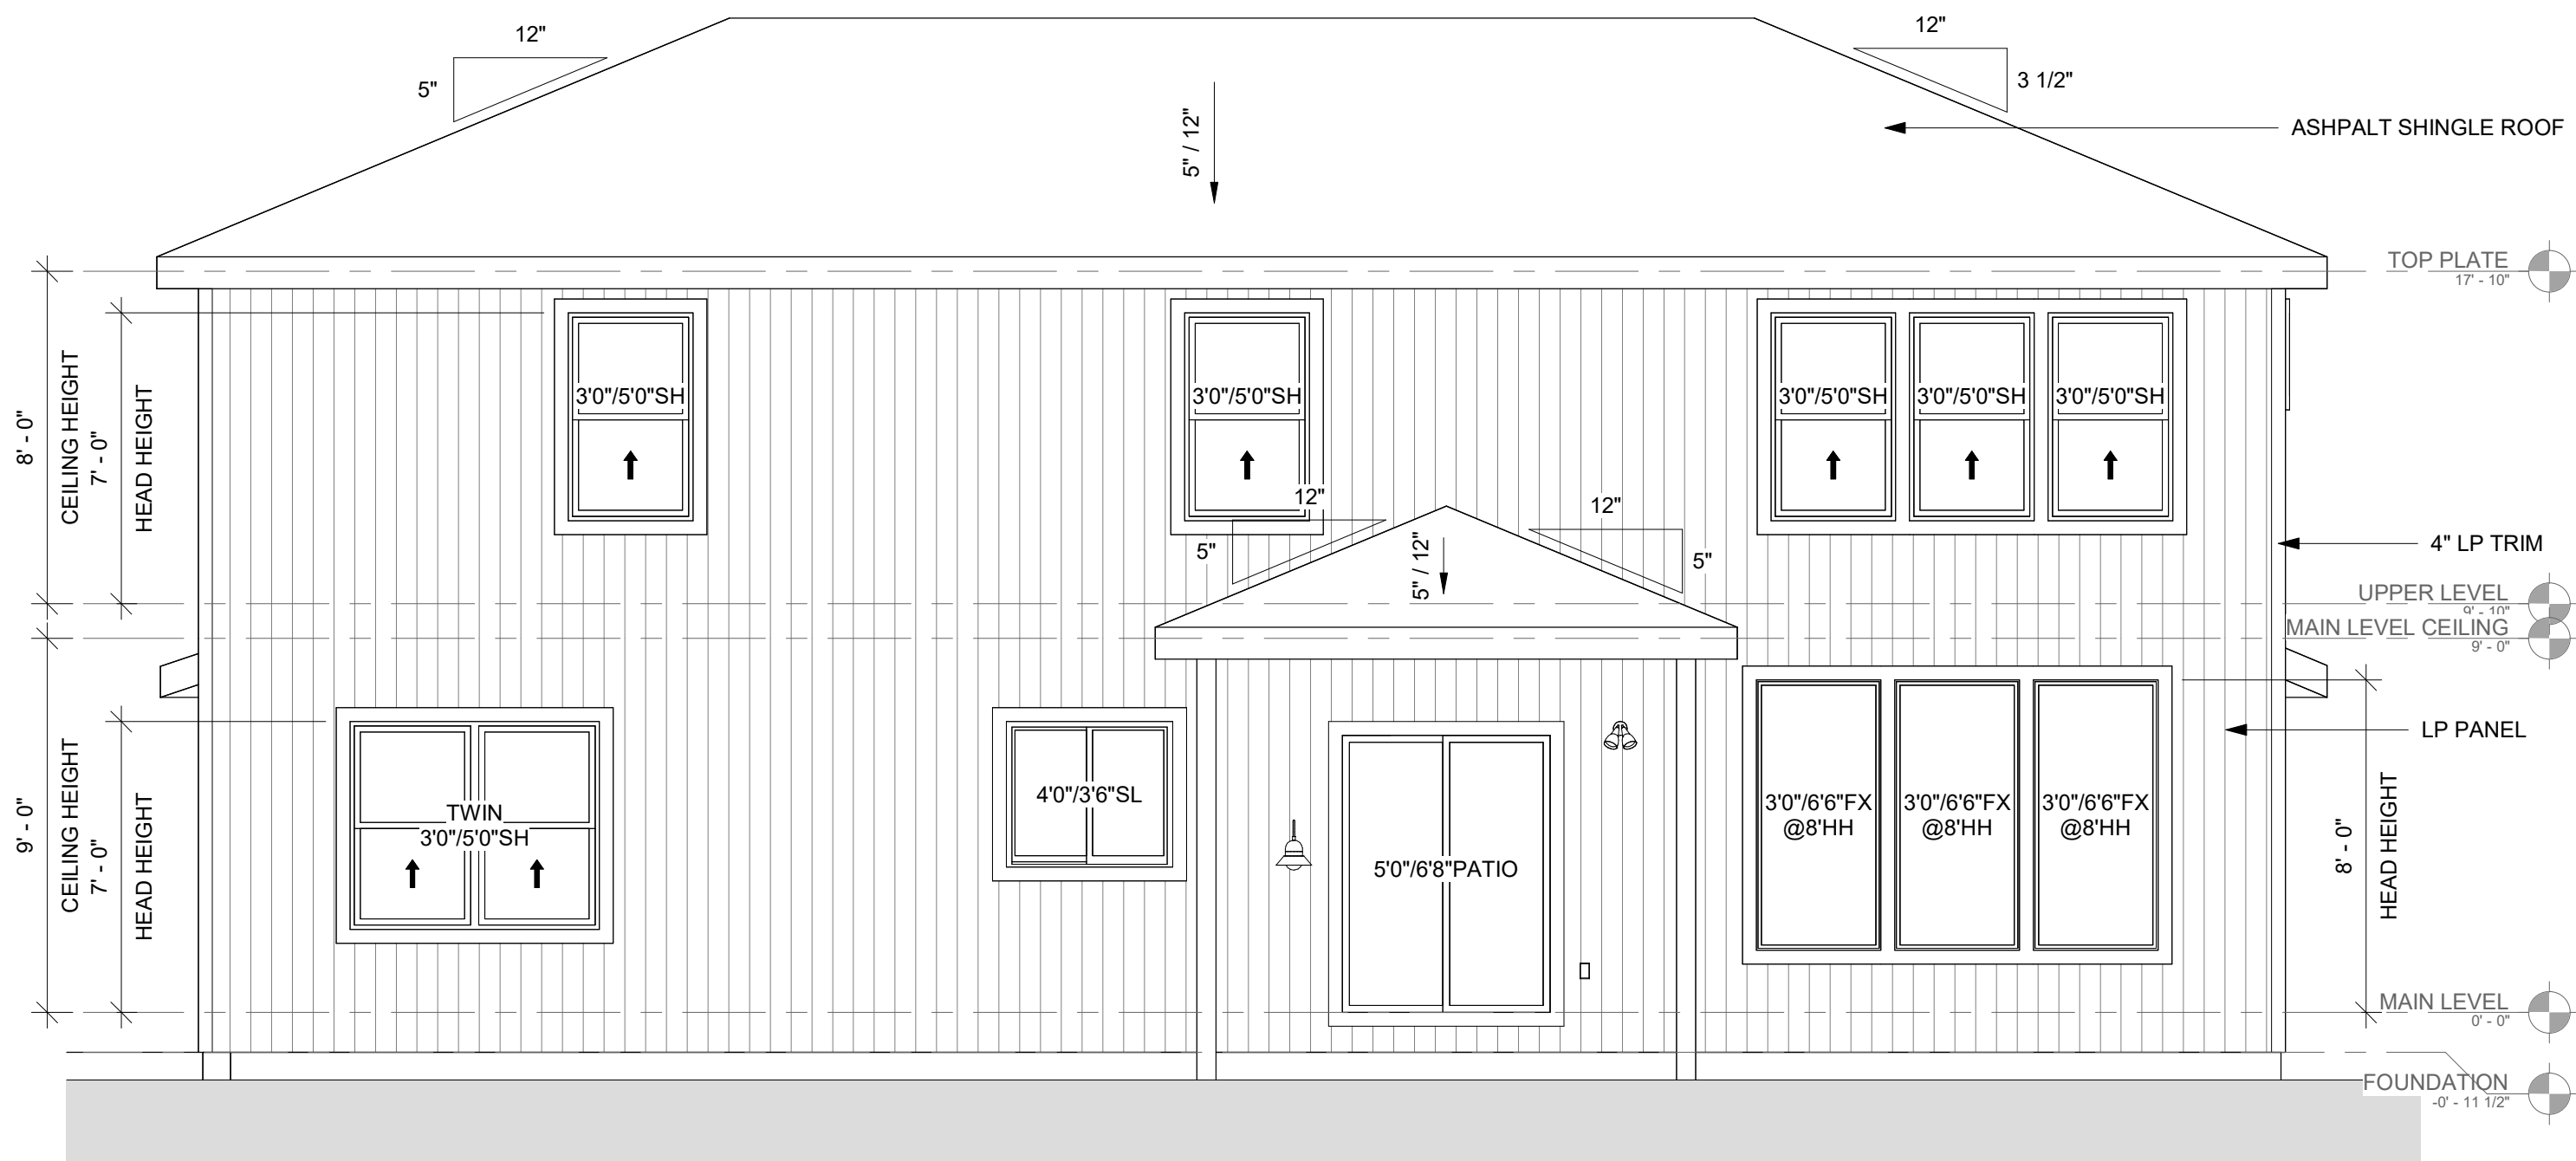 12"
12"
5"
3 1/2"
5" / 12"
ASHPALT SHINGLE ROOF
TOP PLATE
17' - 10"
8' - 0"
CEILING HEIGHT
7' - 0"
HEAD HEIGHT
3'0"/5'0"SH
3'0"/5'0"SH
3'0"/5'0"SH
3'0"/5'0"SH
3'0"/5'0"SH
12"
12"
5"
5" / 12"
5"
4" LP TRIM
UPPER LEVEL
9' - 10"
MAIN LEVEL CEILING
9' - 0"
LP PANEL
9' - 0"
CEILING HEIGHT
7' - 0"
HEAD HEIGHT
TWIN
3'0"/5'0"SH
4'0"/3'6"SL
5'0"/6'8"PATIO
3'0"/6'6"FX
@8'HH
3'0"/6'6"FX
@8'HH
3'0"/6'6"FX
@8'HH
8' - 0"
HEAD HEIGHT
MAIN LEVEL
0' - 0"
FOUNDATION
-0' - 11 1/2"